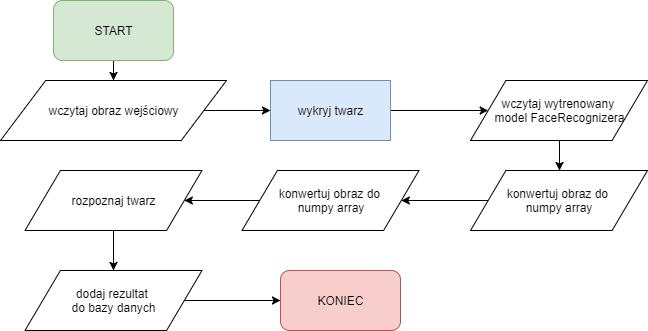 START
wczytaj obraz wejściowy
wykryj twarz
wczytaj wytrenowany
model FaceRecognizera
konwertuj obraz do
numpy array
konwertuj obraz do
numpy array
rozpoznaj twarz
dodaj rezultat
do bazy danych
KONIEC